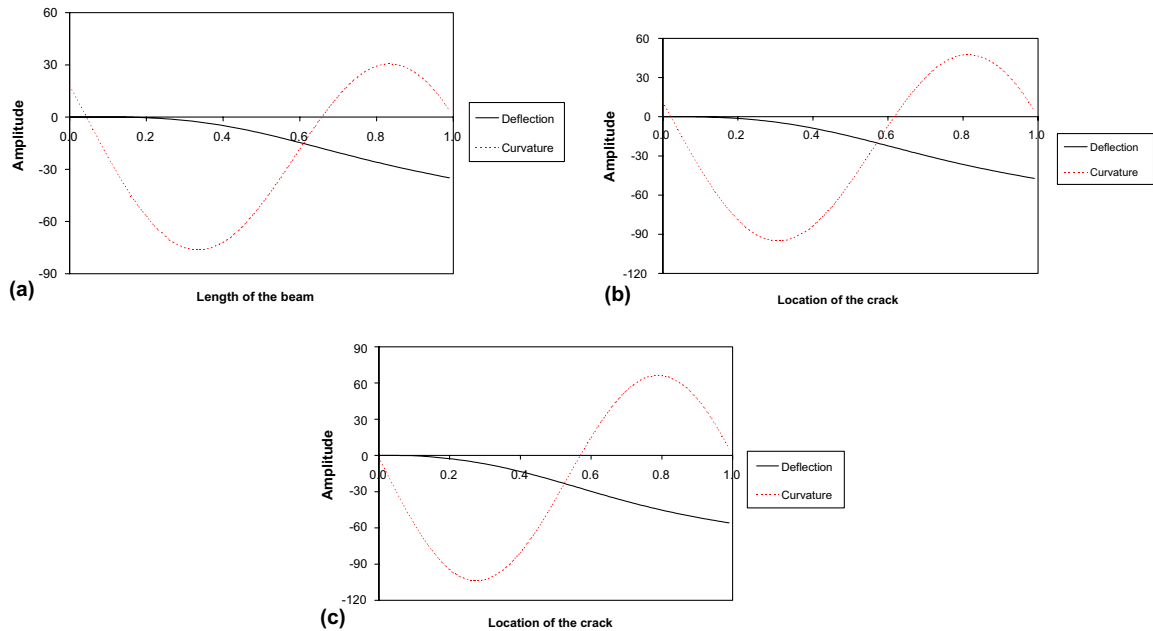 60
30
0
-30
-60
-90
0.0 0.2 0.4 0.6 0.8 1.0
Amplitude
Length of the beam
Deflection
Curvature
(a)
60
30
0
-30
-60
-90
-120
0.0 0.2 0.4 0.6 0.8 1.0
Amplitude
Location of the crack
Deflection
Curvature
(b)
90
60
30
0
-30
-60
-90
-120
0.0 0.2 0.4 0.6 0.8 1.0
Amplitude
Location of the crack
Deflection
Curvature
(c)